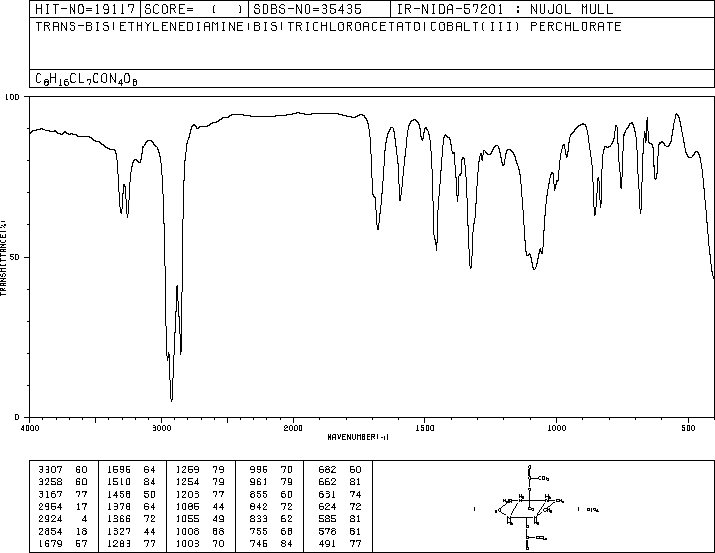 HIT-NO=19117 SCORE= ( ) SDBS-NO=35435 IR-NIDA-57201 : NUJOL MULL
TRANS-BIS(ETHYLENEDIAMINE)BIS(TRICHLOROACETATO)COBALT(III) PERCHLORATE
C8H16CL7CON4O8
100
50
0
TRANSMITTANCE(%)
4000 3000 2000 1500 1000 500
WAVENUMBER(-1)
3307 60 1596 64 1269 79 996 70 682 60
3258 60 1510 84 1254 79 961 79 662 81
3167 77 1458 50 1203 77 855 60 631 74
2954 17 1378 64 1086 44 842 72 624 72
2924 4 1366 72 1055 49 833 62 585 81
2854 18 1327 44 1008 68 755 68 578 81
1679 57 1283 77 1003 70 746 84 491 77